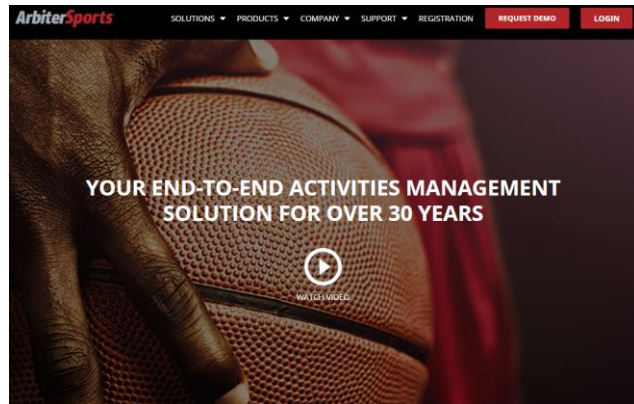 ArbiterSports SOLUTIONS PRODUCTS COMPANY SUPPORT REGISTRATION REQUEST DEMO LOGIN
YOUR END-TO-END ACTIVITIES MANAGEMENT
SOLUTION FOR OVER 30 YEARS
WATCH VIDEO